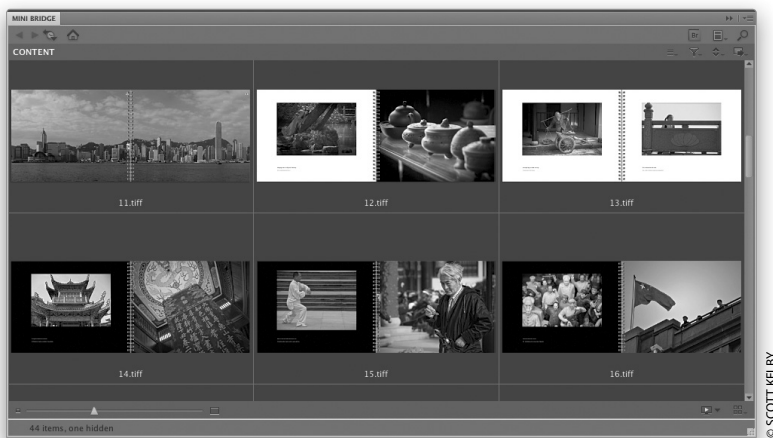 MINI BRIDGE
Br
CONTENT
11.tiff
12.tiff
13.tiff
14.tiff
15.tiff
16.tiff
44 items, one hidden
© SCOTT KELBY